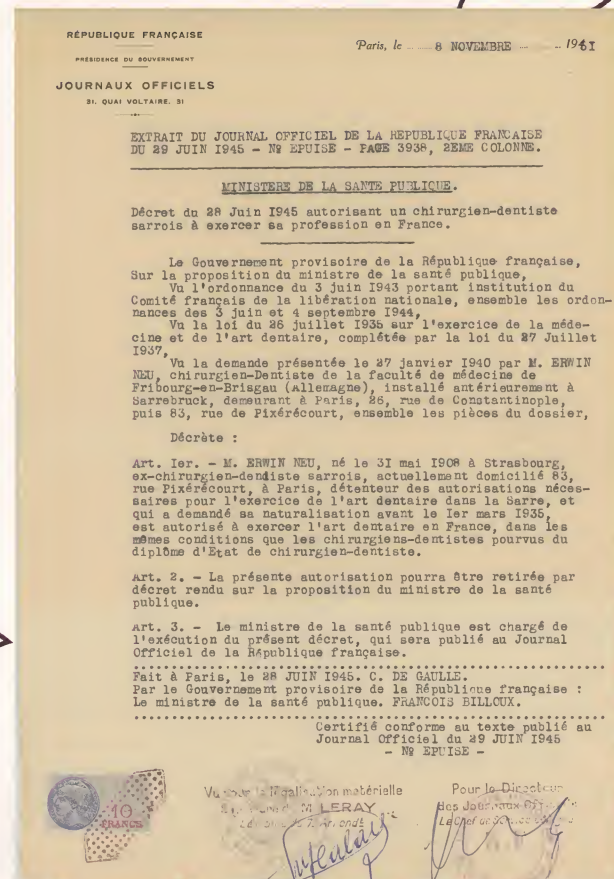 RÉPUBLIQUE FRANÇAISE
PRÉSIDENCE DU GOUVERNEMENT
JOURNAUX OFFICIELS
31. QUAI VOLTAIRE. 31
Paris, le 8 NOVEMBRE 1961
EXTRAIT DU JOURNAL OFFICIEL DE LA REPUBLIQUE FRANCAISE
DU 29 JUIN 1945 - Nº EPUISE - PAGE 3938, 2EME COLONNE.
MINISTERE DE LA SANTE PUBLIQUE.
Décret du 28 Juin 1945 autorisant un chirurgien-dentiste
sarrois à exercer sa profession en France.
Le Gouvernement provisoire de la République française,
Sur la proposition du ministre de la santé publique,
Vu l'ordonnance du 3 juin 1943 portant institution du
Comité français de la libération nationale, ensemble les ordon-
nances des 3 juin et 4 septembre 1944,
Vu la loi du 26 juillet 1935 sur l'exercice de la méde-
cine et de l'art dentaire, complétée par la loi du 27 Juillet
1937,
Vu la demande présentée le 27 janvier 1940 par M. ERWIN
NEU, chirurgien-Dentiste de la faculté de médecine de
Fribourg-en-Brisgau (Allemagne), installé antérieurement à
Sarrebruck, demeurant à Paris, 26, rue de Constantinople,
puis 83, rue de Pixérécourt, ensemble les pièces du dossier,
Décrète :
Art. Ier. - M. ERWIN NEU, né le 31 mai 1908 à Strasbourg,
ex-chirurgien-dendiste sarrois, actuellement domicilié 83,
rue Pixérécourt, à Paris, détenteur des autorisations néces-
saires pour l'exercice de l'art dentaire dans la Sarre, et
qui a demandé sa naturalisation avant le Ier mars 1935,
est autorisé à exercer l'art dentaire en France, dans les
mêmes conditions que les chirurgiens-dentistes pourvus du
diplôme d'Etat de chirurgien-dentiste.
Art. 2. - La présente autorisation pourra être retirée par
décret rendu sur la proposition du ministre de la santé
publique.
Art. 3. - Le ministre de la santé publique est chargé de
l'exécution du présent décret, qui sera publié au Journal
Officiel de la République française.
Fait à Paris, le 28 JUIN 1945. C. DE GAULLE.
Par le Gouvernement provisoire de la République française :
Le ministre de la santé publique. FRANCOIS BILLOUX.
Certifié conforme au texte publié au
Journal Officiel du 29 JUIN 1945
- Nº EPUISE -
10
FRANCS
Vu pour la légalisation matérielle
M LERAY
Pour le Directeur
des Journaux
Le Chef